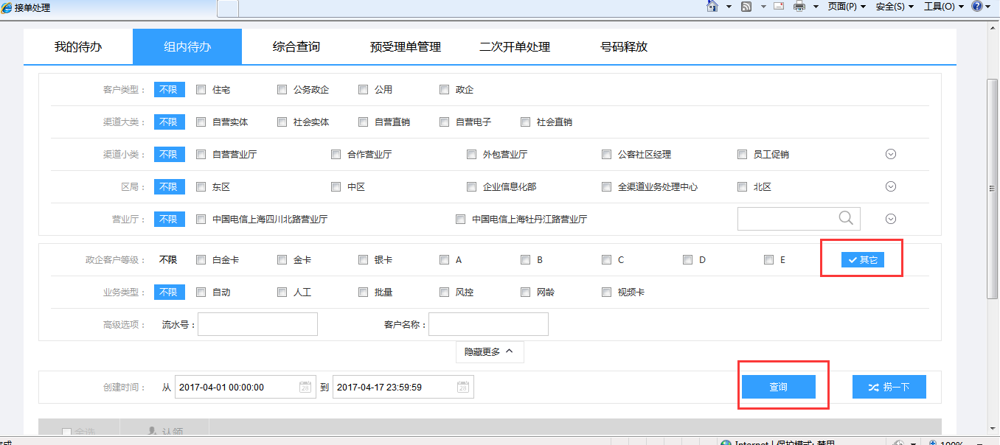 接单处理
页面(P) 安全(S) 工具(O)
我的待办 组内待办 综合查询 预受理单管理 二次开单处理 号码释放
客户类型： 不限 住宅 公务政企 公用 政企
渠道大类： 不限 自营实体 社会实体 自营直销 自营电子 社会直销
渠道小类： 不限 自营营业厅 合作营业厅 外包营业厅 公客社区经理 员工促销
区局： 不限 东区 中区 企业信息化部 全渠道业务处理中心 北区
营业厅： 不限 中国电信上海四川北路营业厅 中国电信上海牡丹江路营业厅
政企客户等级： 不限 白金卡 金卡 银卡 A B C D E 其它
业务类型： 不限 自动 人工 批量 风控 网龄 视频卡
高级选项： 流水号： 客户名称：
隐藏更多
创建时间： 从 2017-04-01 00:00:00 28 到 2017-04-17 23:59:59 28 查询 捞一下
全选 认领
完成 Internet | 保护模式: 禁用 100%